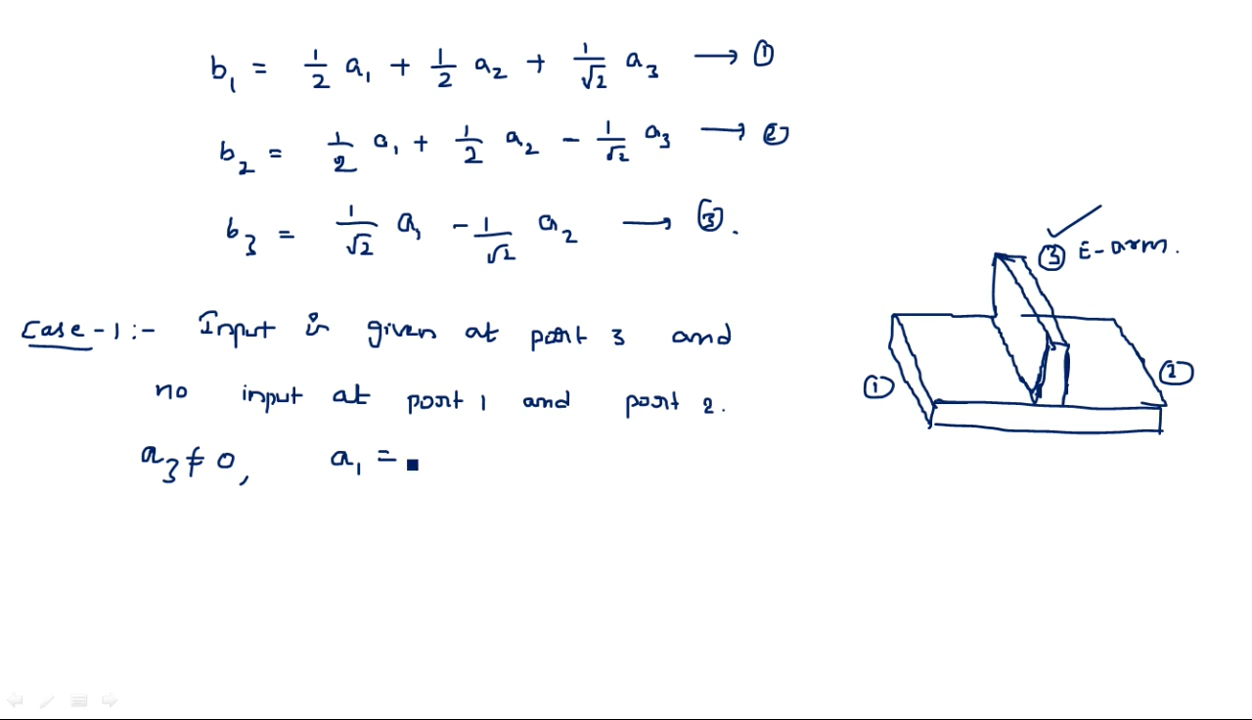 b₁ = 1/2 a₁ + 1/2 a₂ + 1/√2 a₃ → ①
b₂ = 1/2 a₁ + 1/2 a₂ − 1/√2 a₃ → ②
b₃ = 1/√2 a₁ − 1/√2 a₂ → ③.
③ E-arm.
Case-1:- Input is given at port 3 and
① ②
no input at port 1 and port 2.
a₃ ≠ 0, a₁ =